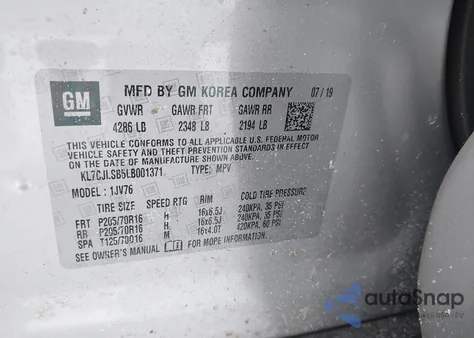 GM MFD BY GM KOREA COMPANY 07/19
GVWR GAWR FRT GAWR RR
4286 LB 2348 LB 2194 LB
THIS VEHICLE CONFORMS TO ALL APPLICABLE U.S. FEDERAL MOTOR
VEHICLE SAFETY AND THEFT PREVENTION STANDARDS IN EFFECT
ON THE DATE OF MANUFACTURE SHOWN ABOVE.
KL7CJLSB5LB001371 TYPE: MPV
MODEL: 1JV76
TIRE SIZE SPEED RTG RIM COLD TIRE PRESSURE
FRT P205/70R16 H 16x6.5J 240KPA, 35 PSI
RR P205/70R16 H 16x6.5J 240KPA, 35 PSI
SPA T125/70D16 M 16x4.0T 420KPA, 60 PSI
SEE OWNER'S MANUAL FOR MORE INFORMATION.
autoSnap